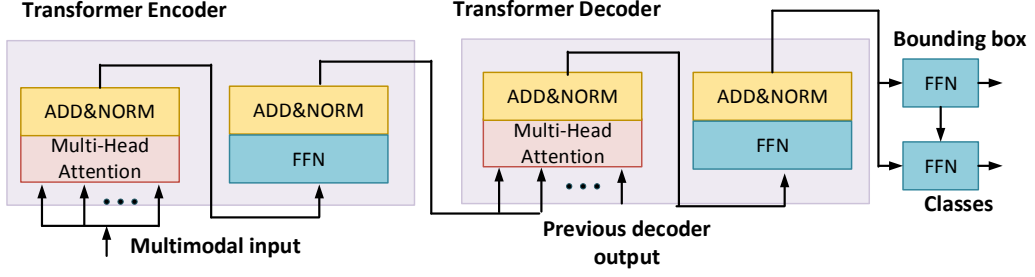 Transformer Encoder
Transformer Decoder
ADD&NORM
Multi-Head
Attention
ADD&NORM
FFN
Multimodal input
ADD&NORM
Multi-Head
Attention
ADD&NORM
FFN
Previous decoder
output
Bounding box
FFN
FFN
Classes